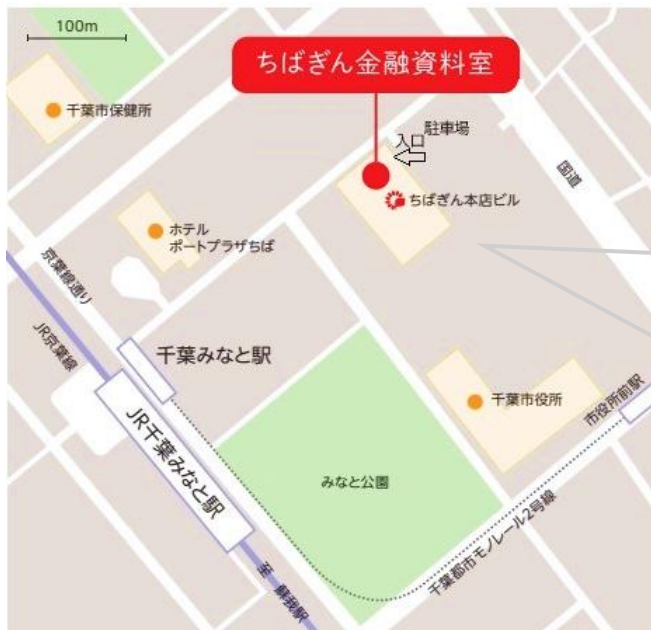 100m
ちばぎん金融資料室
千葉市保健所
駐車場
入口
国道
ちばぎん本店ビル
ホテル
ポートプラザちば
京葉線通り
JR京葉線
千葉みなと駅
JR千葉みなと駅
千葉市役所
市役所前駅
みなと公園
千葉都市モノレール2号線
至 蘇我駅